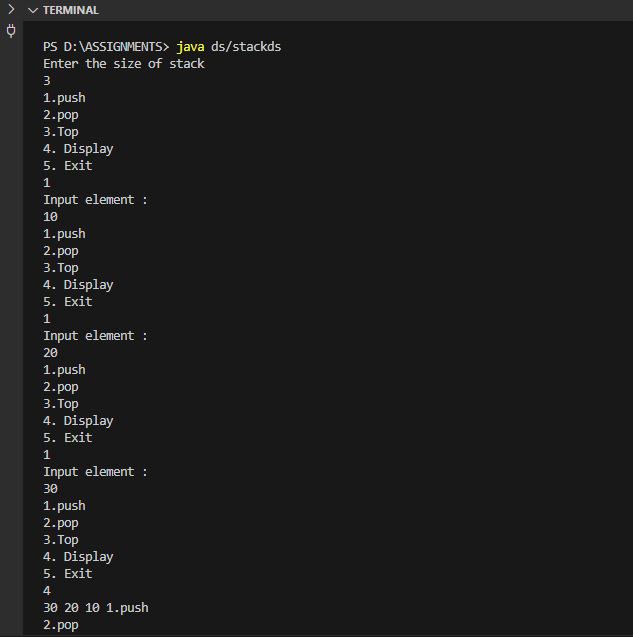 TERMINAL
PS D:\ASSIGNMENTS> java ds/stackds
Enter the size of stack
3
1.push
2.pop
3.Top
4. Display
5. Exit
1
Input element :
10
1.push
2.pop
3.Top
4. Display
5. Exit
1
Input element :
20
1.push
2.pop
3.Top
4. Display
5. Exit
1
Input element :
30
1.push
2.pop
3.Top
4. Display
5. Exit
4
30 20 10 1.push
2.pop